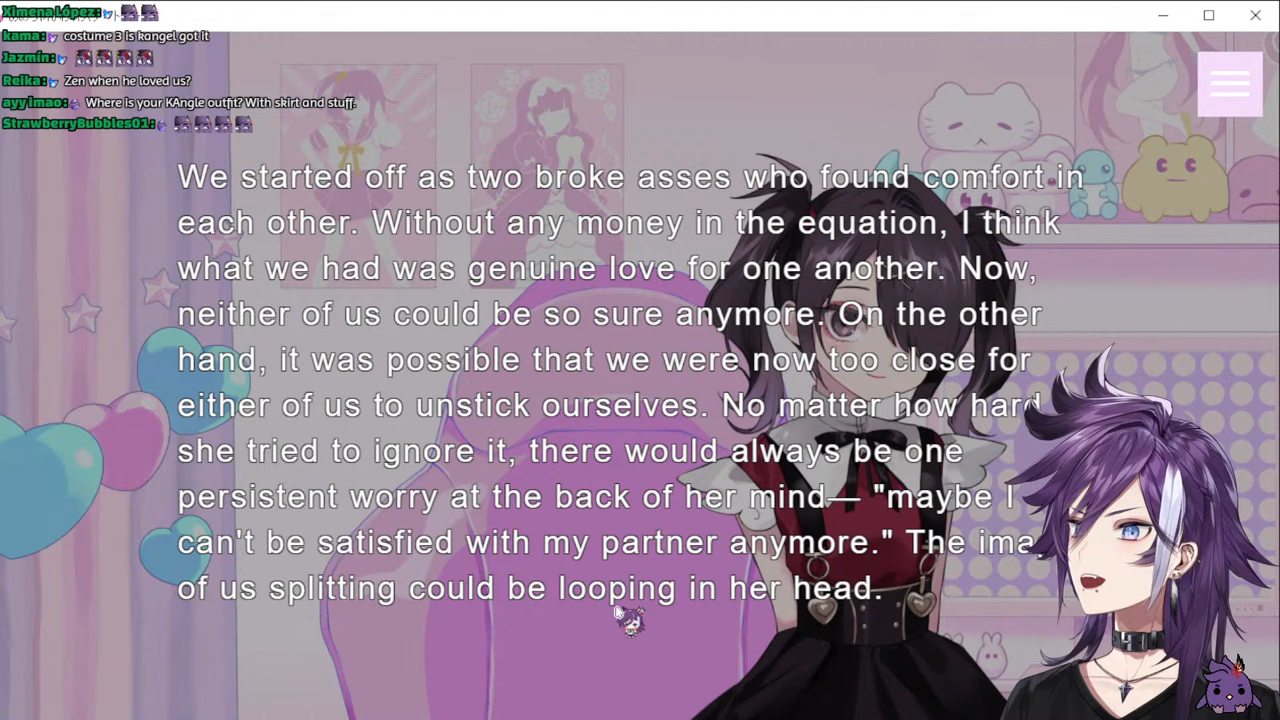 Ximena López:
kama: costume 3 is kangel got it
Jazmín:
Reika: Zen when he loved us?
ayy lmao: Where is your KAngle outfit? With skirt and stuff.
StrawberryBubbles01:
We started off as two broke asses who found comfort in
each other. Without any money in the equation, I think
what we had was genuine love for one another. Now,
neither of us could be so sure anymore. On the other
hand, it was possible that we were now too close for
either of us to unstick ourselves. No matter how hard
she tried to ignore it, there would always be one
persistent worry at the back of her mind— "maybe I
can't be satisfied with my partner anymore." The
of us splitting could be looping in her head.